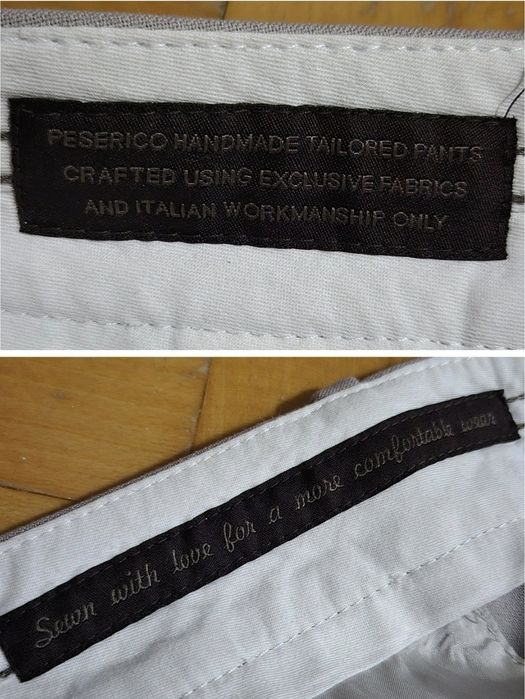 PESERICO HANDMADE TAILORED PANTS
CRAFTED USING EXCLUSIVE FABRICS
AND ITALIAN WORKMANSHIP ONLY
Sewn with love for a more comfortable wear